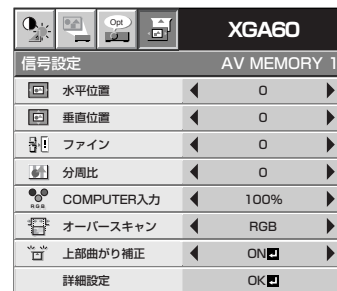 Opt
XGA60
信号設定 AV MEMORY 1
水平位置 0
垂直位置 0
ファイン 0
分周比 0
RGB COMPUTER入力 100%
オーバースキャン RGB
上部曲がり補正 ON
詳細設定 OK